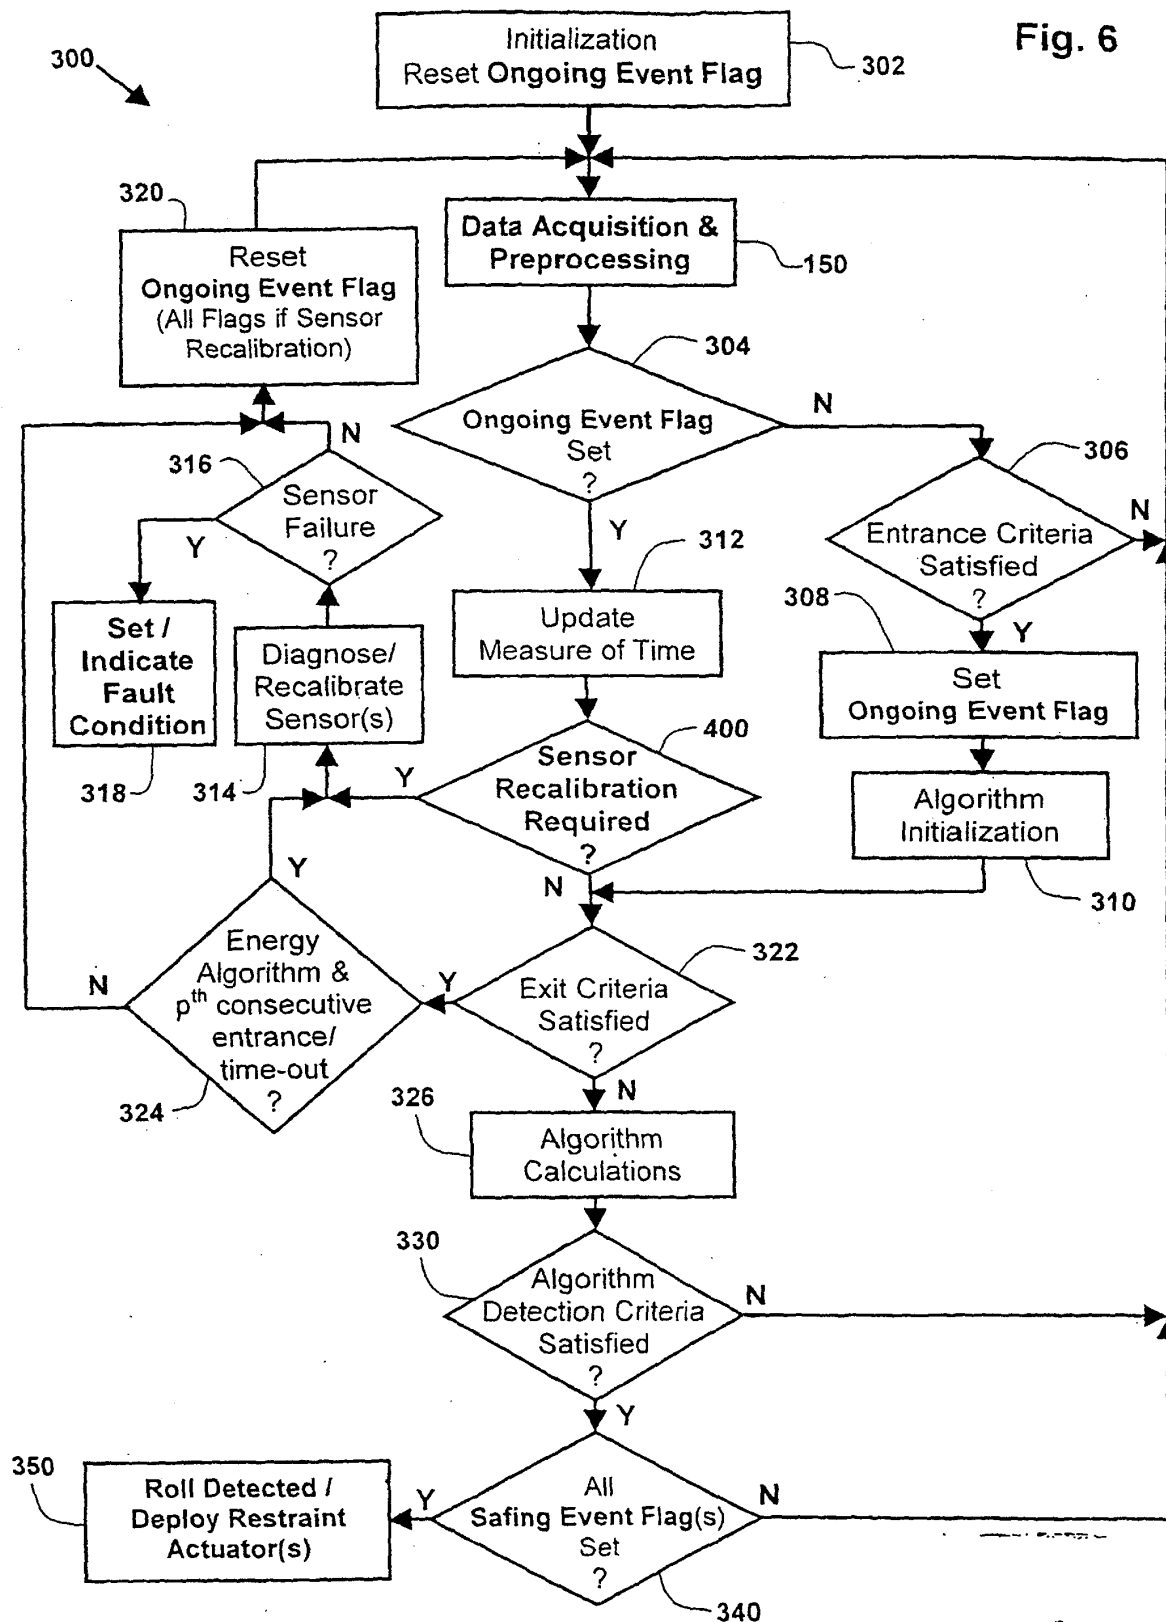 Fig. 6
300
Initialization
Reset Ongoing Event Flag
302
320
Reset
Ongoing Event Flag
(All Flags if Sensor
Recalibration)
Data Acquisition &
Preprocessing
150
304
Ongoing Event Flag
Set
?
N
Y
306
Entrance Criteria
Satisfied
?
N
Y
316
Sensor
Failure
?
N
Y
312
Update
Measure of Time
308
Set
Ongoing Event Flag
Set /
Indicate
Fault
Condition
318
Diagnose/
Recalibrate
Sensor(s)
314
400
Sensor
Recalibration
Required
?
Y
N
Algorithm
Initialization
310
Energy
Algorithm &
pth consecutive
entrance/
time-out
?
Y
N
324
322
Exit Criteria
Satisfied
?
Y
N
326
Algorithm
Calculations
330
Algorithm
Detection Criteria
Satisfied
?
N
Y
350
Roll Detected /
Deploy Restraint
Actuator(s)
Y
All
Safing Event Flag(s)
Set
?
N
340